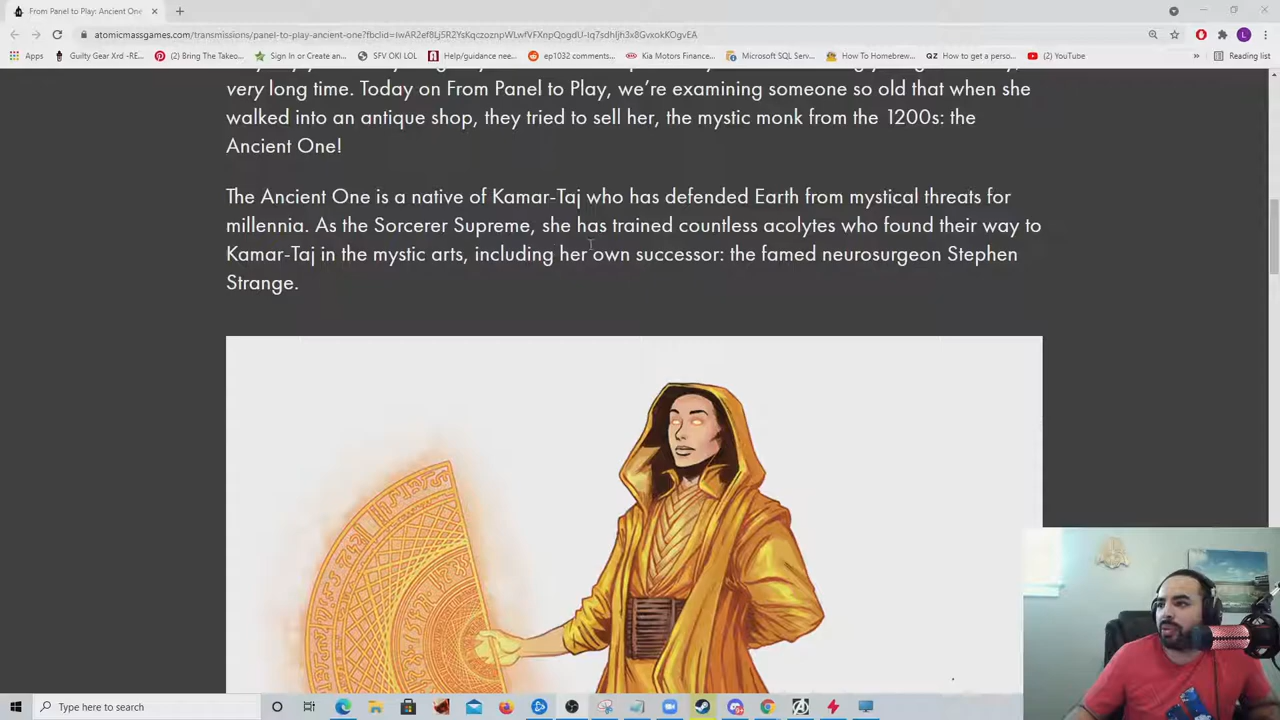 From Panel to Play: Ancient One
atomicmassgames.com/transmissions/panel-to-play-ancient-one?fbclid=IwAR2ef8Lj5R2YsKqczoznpWLwfVFXnpQogdU-Iq7sdhIjh3x8GvxokKOgvEA
Apps
Guilty Gear Xrd -RE...
(2) Bring The Takeo...
Sign In or Create an...
SFV OKI LOL
Help/guidance nee...
ep1032 comments...
Kia Motors Finance...
Microsoft SQL Serv...
How To Homebrew...
QZ How to get a perso...
(2) YouTube
Reading list
very long time. Today on From Panel to Play, we're examining someone so old that when she
walked into an antique shop, they tried to sell her, the mystic monk from the 1200s: the
Ancient One!
The Ancient One is a native of Kamar-Taj who has defended Earth from mystical threats for
millennia. As the Sorcerer Supreme, she has trained countless acolytes who found their way to
Kamar-Taj in the mystic arts, including her own successor: the famed neurosurgeon Stephen
Strange.
Type here to search